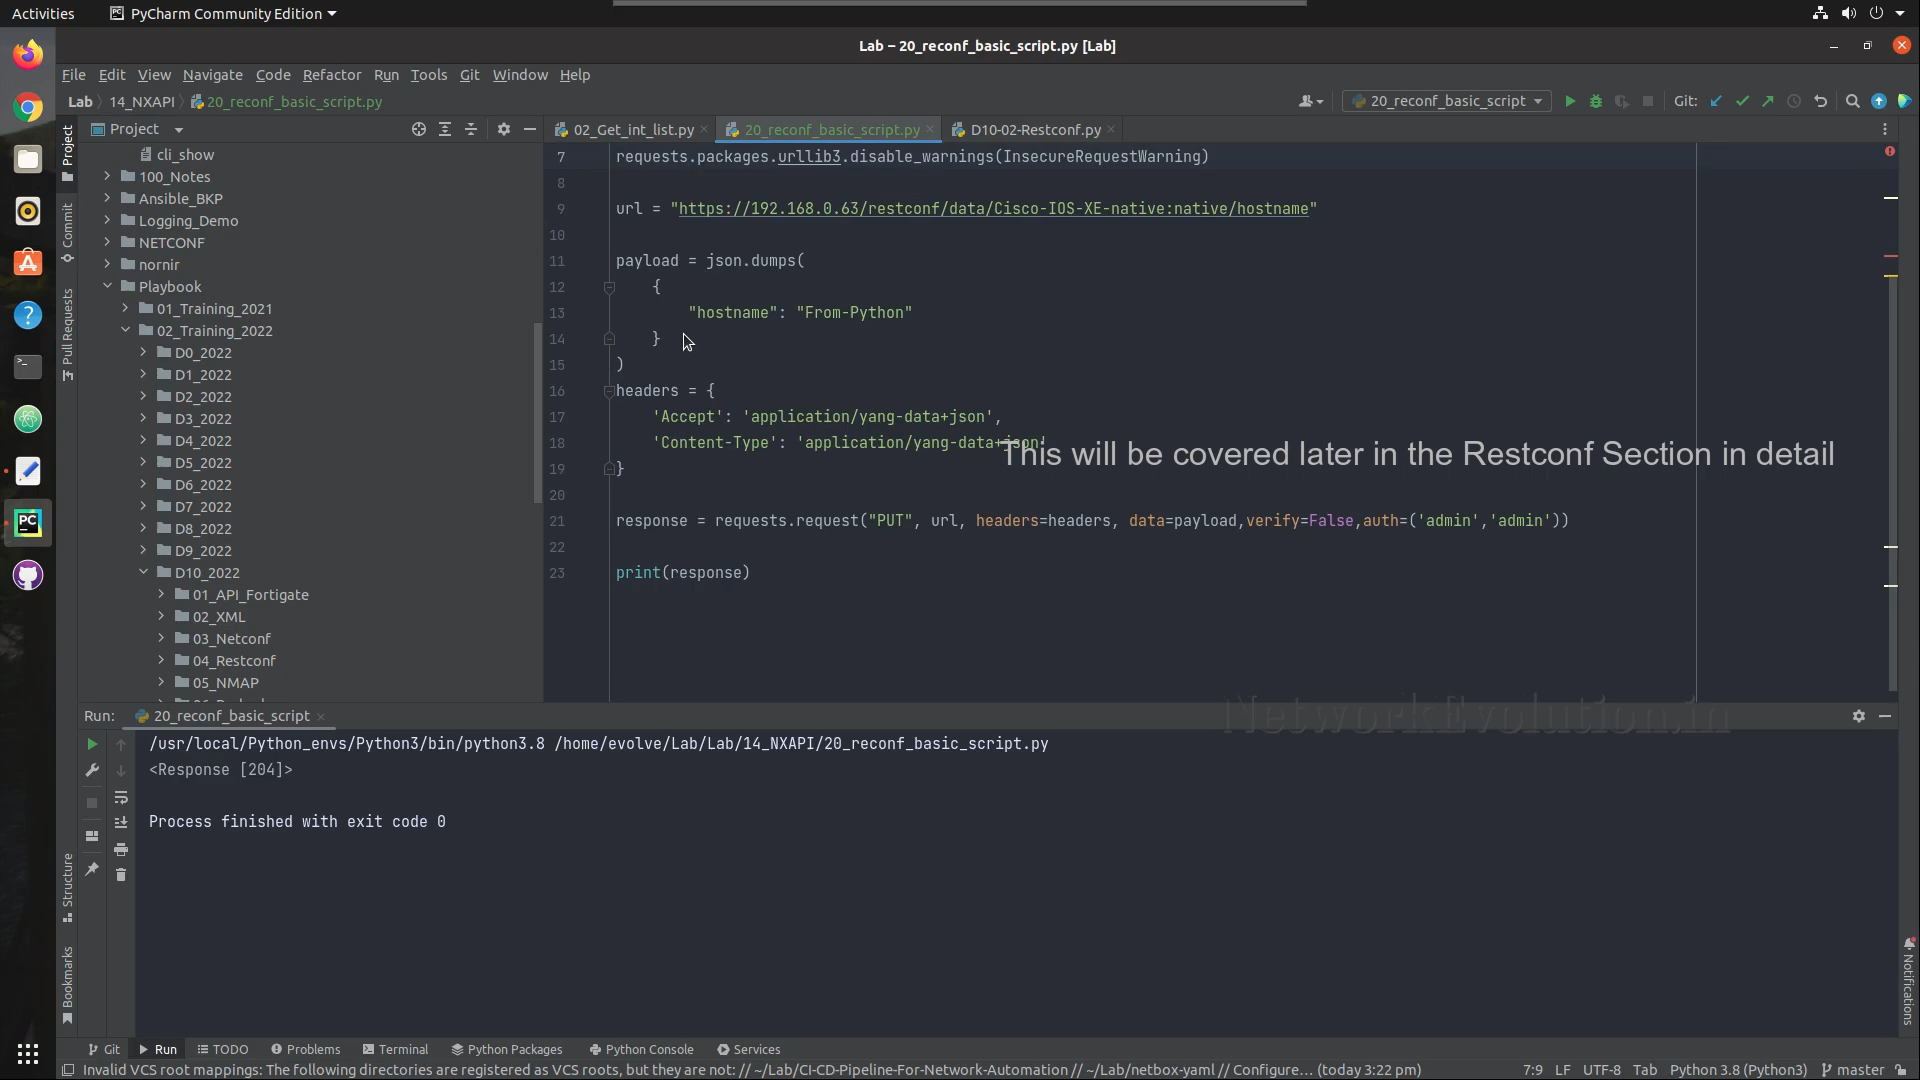 Activities
PyCharm Community Edition
Lab – 20_reconf_basic_script.py [Lab]
File Edit View Navigate Code Refactor Run Tools Git Window Help
Lab 14_NXAPI 20_reconf_basic_script.py
20_reconf_basic_script
Git:
Project
02_Get_int_list.py
20_reconf_basic_script.py
D10-02-Restconf.py
Project
Commit
Pull Requests
Structure
Bookmarks
Notifications
cli_show
100_Notes
Ansible_BKP
Logging_Demo
NETCONF
nornir
Playbook
01_Training_2021
02_Training_2022
D0_2022
D1_2022
D2_2022
D3_2022
D4_2022
D5_2022
D6_2022
D7_2022
D8_2022
D9_2022
D10_2022
01_API_Fortigate
02_XML
03_Netconf
04_Restconf
05_NMAP
7 requests.packages.urllib3.disable_warnings(InsecureRequestWarning)
8
9 url = "https://192.168.0.63/restconf/data/Cisco-IOS-XE-native:native/hostname"
10
11 payload = json.dumps(
12 {
13 "hostname": "From-Python"
14 }
15 )
16 headers = {
17 'Accept': 'application/yang-data+json',
18 'Content-Type': 'application/yang-data+json'
This will be covered later in the Restconf Section in detail
19 }
20
21 response = requests.request("PUT", url, headers=headers, data=payload,verify=False,auth=('admin','admin'))
22
23 print(response)
NetworkEvolution.in
Run: 20_reconf_basic_script
/usr/local/Python_envs/Python3/bin/python3.8 /home/evolve/Lab/Lab/14_NXAPI/20_reconf_basic_script.py
<Response [204]>
Process finished with exit code 0
Git Run TODO Problems Terminal Python Packages Python Console Services
Invalid VCS root mappings: The following directories are registered as VCS roots, but they are not: // ~/Lab/CI-CD-Pipeline-For-Network-Automation // ~/Lab/netbox-yaml // Configure... (today 3:22 pm)
7:9 LF UTF-8 Tab Python 3.8 (Python3) master